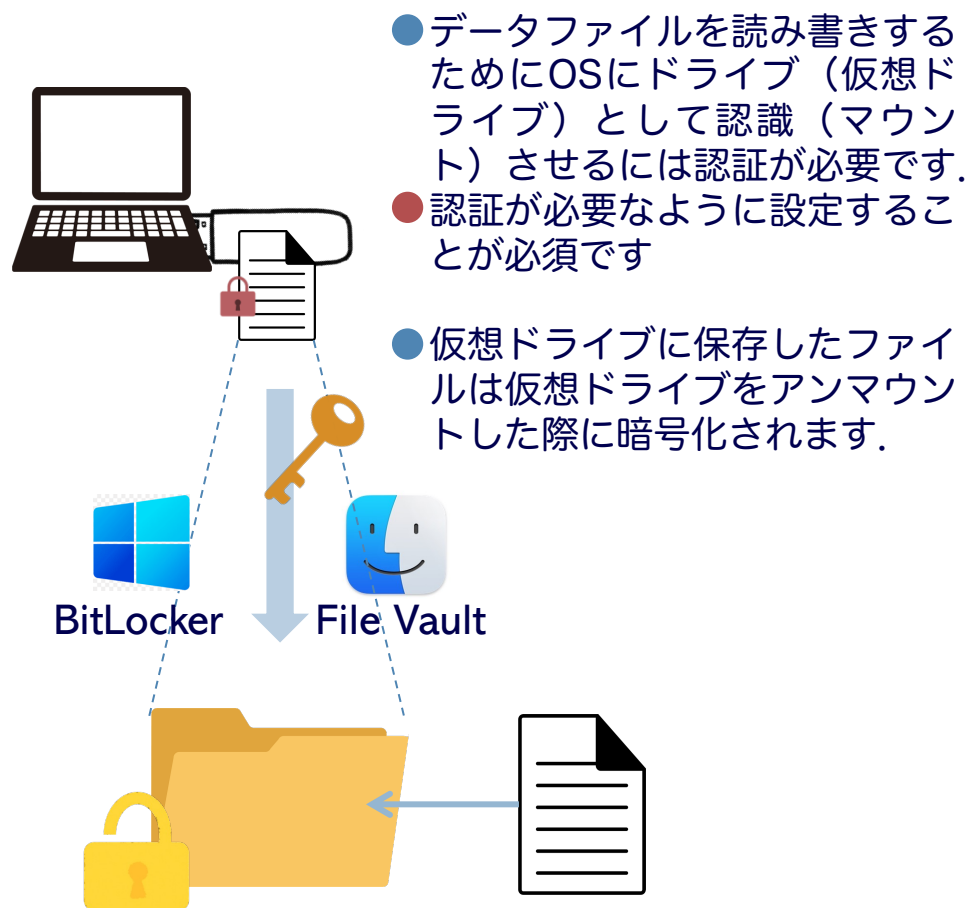 ●データファイルを読み書きする
ためにOSにドライブ（仮想ド
ライブ）として認識（マウン
ト）させるには認証が必要です.
●認証が必要なように設定するこ
とが必須です
●仮想ドライブに保存したファイ
ルは仮想ドライブをアンマウン
トした際に暗号化されます.
BitLocker
File Vault